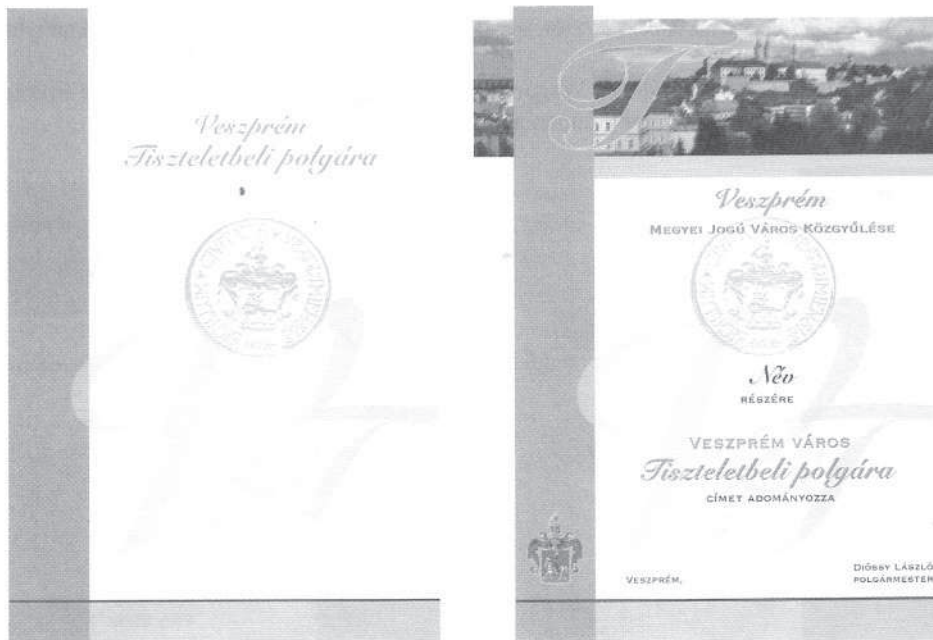 Veszprém
Tiszteletbeli polgára
T
Veszprém
MEGYEI JOGÚ VÁROS KÖZGYŰLÉSE
Név
RÉSZÉRE
VESZPRÉM VÁROS
Tiszteletbeli polgára
CÍMET ADOMÁNYOZZA
VESZPRÉM,
DIÓSSY LÁSZLÓ
POLGÁRMESTER